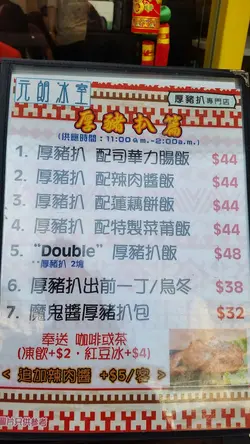 元朗冰室
厚豬扒專門店
厚豬扒篇
(供應時間：11:00a.m.-2:00a.m.)
1. 厚豬扒 配司華力腸飯 $44
2. 厚豬扒 配辣肉醬飯 $44
3. 厚豬扒 配蓮藕餅飯 $44
4. 厚豬扒 配特製菜莆飯 $44
5. “Double” 厚豬扒飯 $48
“厚豬扒 2塊
6. 厚豬扒出前一丁/烏冬 $38
7. 魔鬼醬厚豬扒包 $32
奉送 咖啡或茶
(凍飲+$2・紅豆冰+$4)
< 追加辣肉醬 +$5/客 >
圖片只供參考